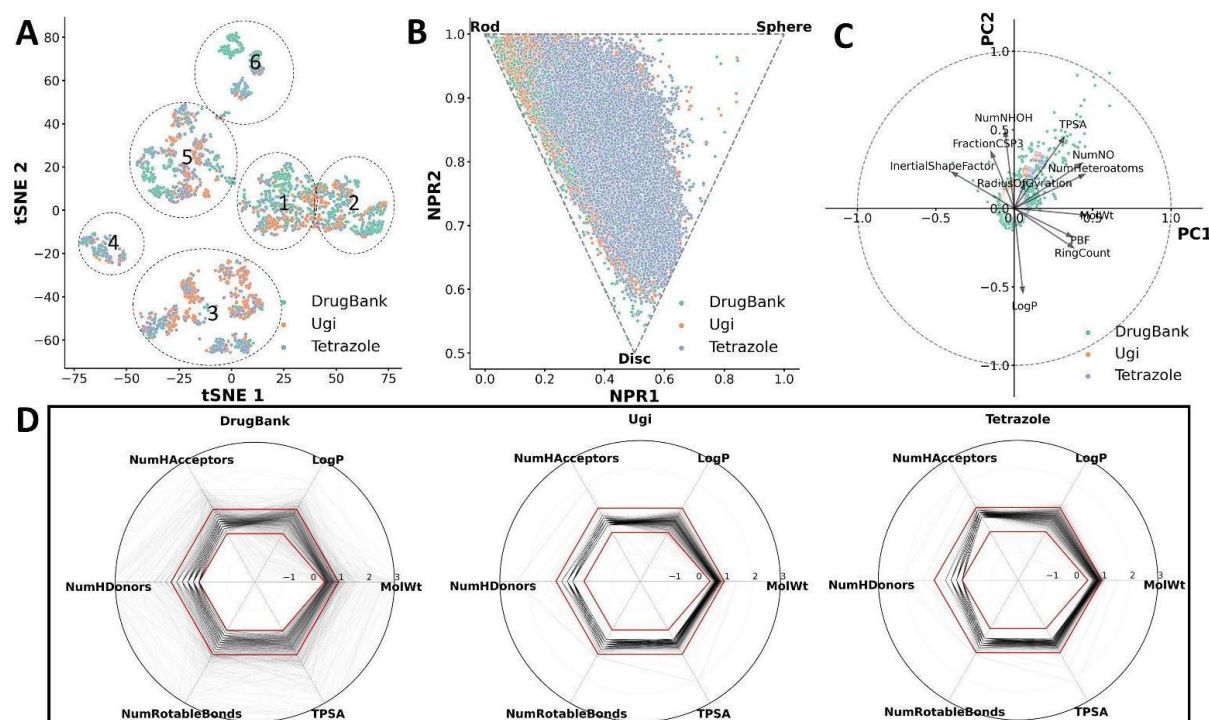 A
80
60
40
20
0
−20
−40
−60
tSNE 2
−75
−50
−25
0
25
50
75
tSNE 1
6
5
1
2
4
3
DrugBank
Ugi
Tetrazole
B
Rod
Sphere
1.0
0.9
0.8
0.7
0.6
0.5
NPR2
Disc
0.0
0.2
0.4
0.6
0.8
1.0
NPR1
DrugBank
Ugi
Tetrazole
C
PC2
1.0
NumNHOH
0.5
TPSA
FractionCSP3
NumNO
InertialShapeFactor
NumHeteroatoms
RadiusOfGyration
−1.0
−0.5
0.0
0.0
0.5
1.0
MolWt
PC1
PBF
RingCount
−0.5
LogP
−1.0
DrugBank
Ugi
Tetrazole
D
DrugBank
NumHAcceptors
LogP
NumHDonors
−1
0
1
2
3
MolWt
NumRotableBonds
TPSA
Ugi
NumHAcceptors
LogP
NumHDonors
−1
0
1
2
3
MolWt
NumRotableBonds
TPSA
Tetrazole
NumHAcceptors
LogP
NumHDonors
−1
0
1
2
3
MolWt
NumRotableBonds
TPSA